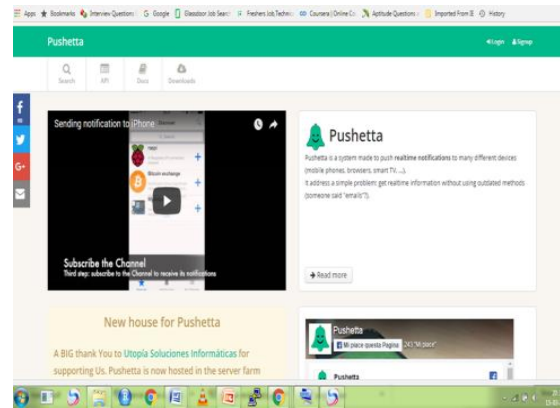 Apps
Bookmarks
Interview Question
Google
Glassdoor Job Search
Freshers Job, Technic
Coursera | Online Co
Aptitude Questions
Imported From IE
History
Pushetta
Login
Signup
Search
API
Docs
Downloads
Sending notification to iPhone
Discover
Bitcoin exchange
Subscribe the Channel
Third step: subscribe to the Channel to receive its notifications
Pushetta
Pushetta is a system made to push realtime notifications to many different devices
(mobile phones, browsers, smart TV, ...).
It address a simple problem: get realtime information without using outdated methods
(someone said "emails"?).
Read more
New house for Pushetta
A BIG thank You to Utopía Soluciones Informáticas for
supporting Us. Pushetta is now hosted in the server farm
Pushetta
Mi piace questa Pagina
241 "Mi piace"
Pushetta